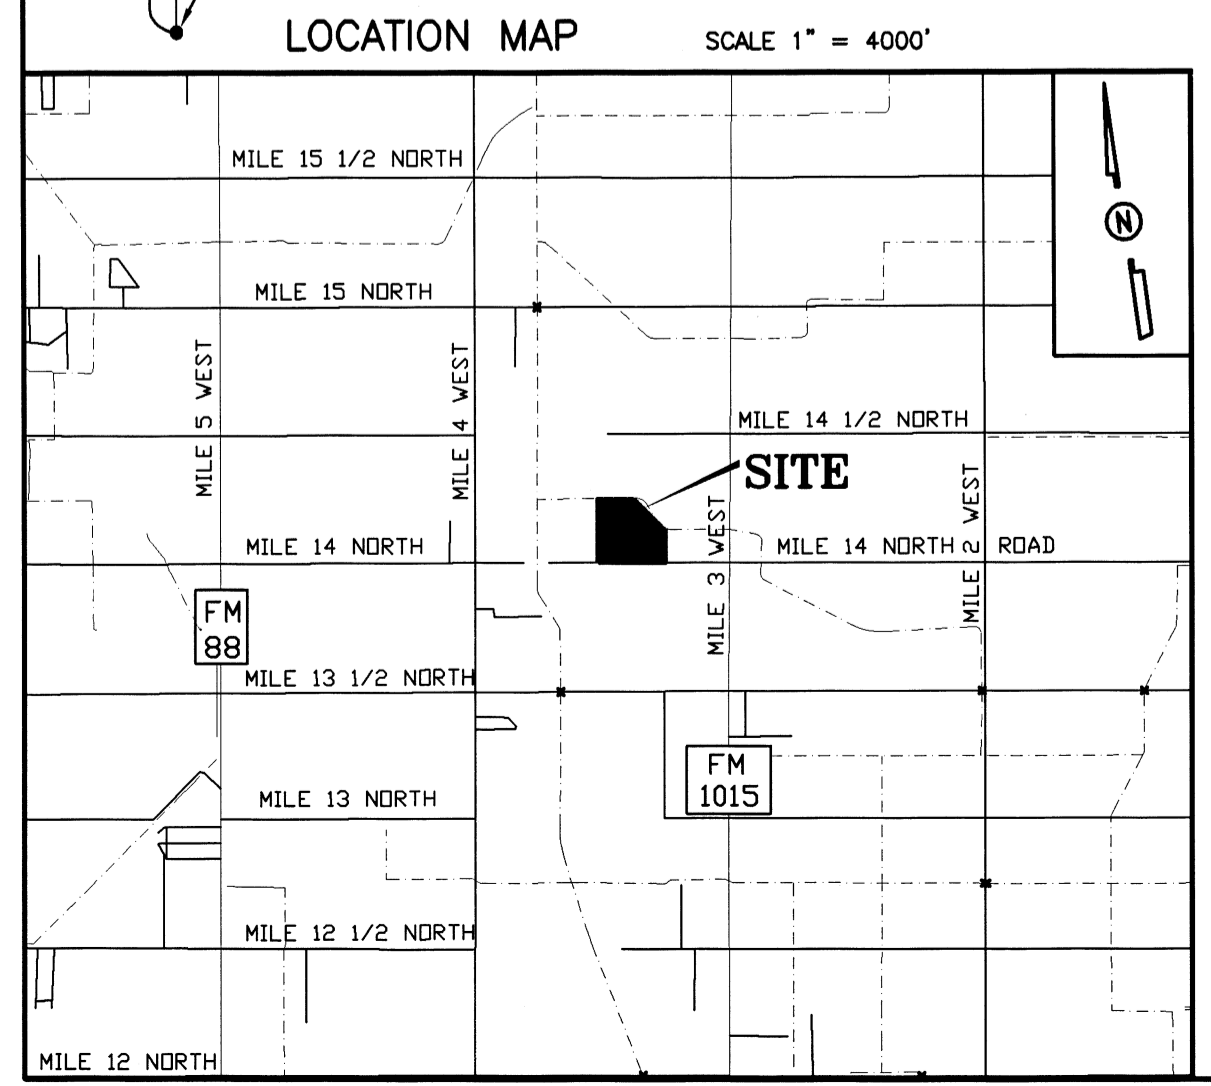 LOCATION MAP
SCALE 1" = 4000'
MILE 15 1/2 NORTH
N
MILE 15 NORTH
MILE 5 WEST
MILE 4 WEST
MILE 14 1/2 NORTH
SITE
MILE 3 WEST
MILE 2 WEST
MILE 14 NORTH
MILE 14 NORTH ROAD
FM
88
MILE 13 1/2 NORTH
FM
1015
MILE 13 NORTH
MILE 12 1/2 NORTH
MILE 12 NORTH